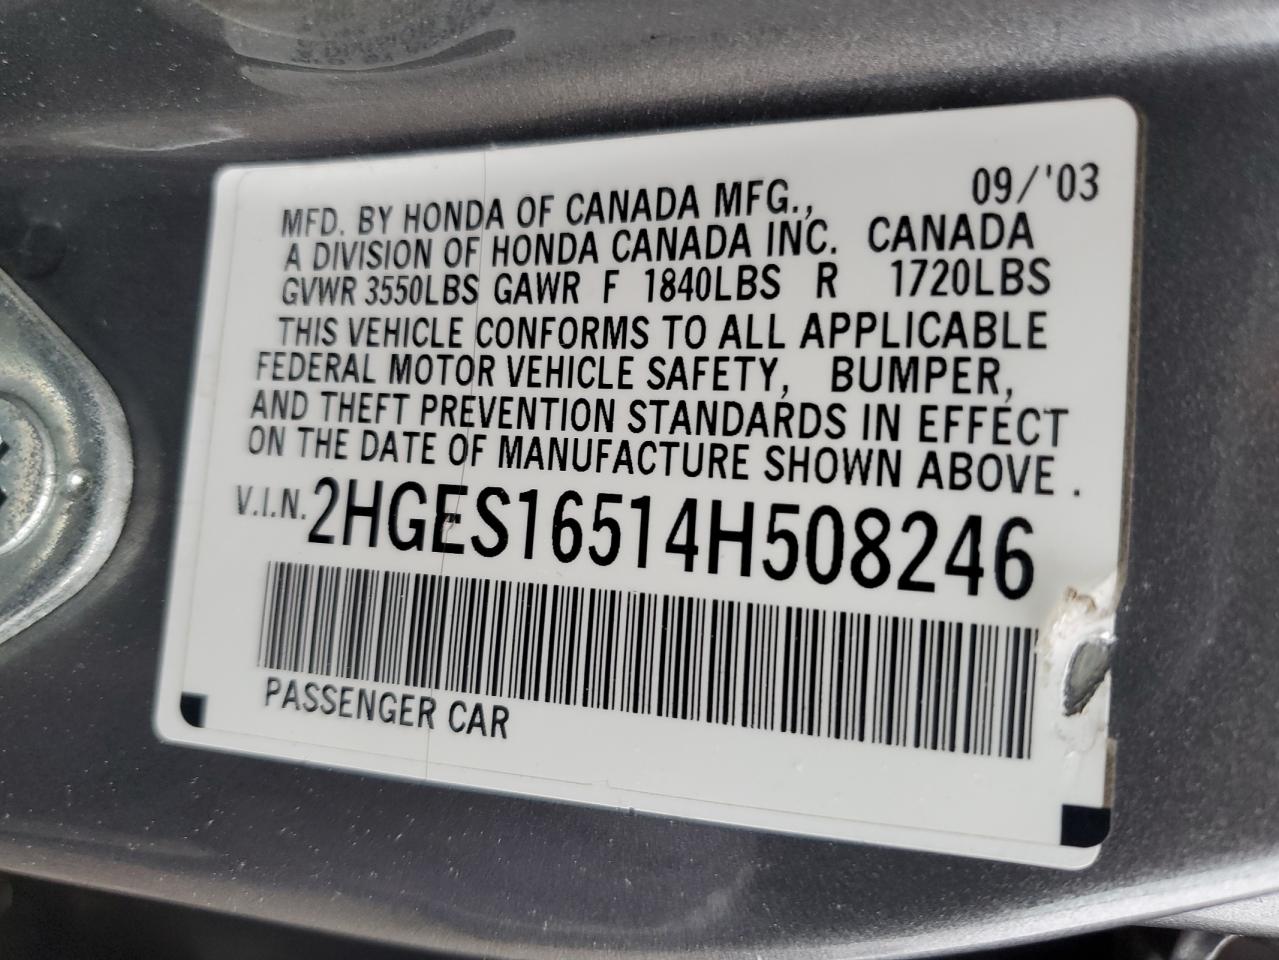 09/'03
MFD. BY HONDA OF CANADA MFG.,
A DIVISION OF HONDA CANADA INC. CANADA
GVWR 3550LBS GAWR F 1840LBS R 1720LBS
THIS VEHICLE CONFORMS TO ALL APPLICABLE
FEDERAL MOTOR VEHICLE SAFETY, BUMPER,
AND THEFT PREVENTION STANDARDS IN EFFECT
ON THE DATE OF MANUFACTURE SHOWN ABOVE.
V.I.N. 2HGES16514H508246
PASSENGER CAR